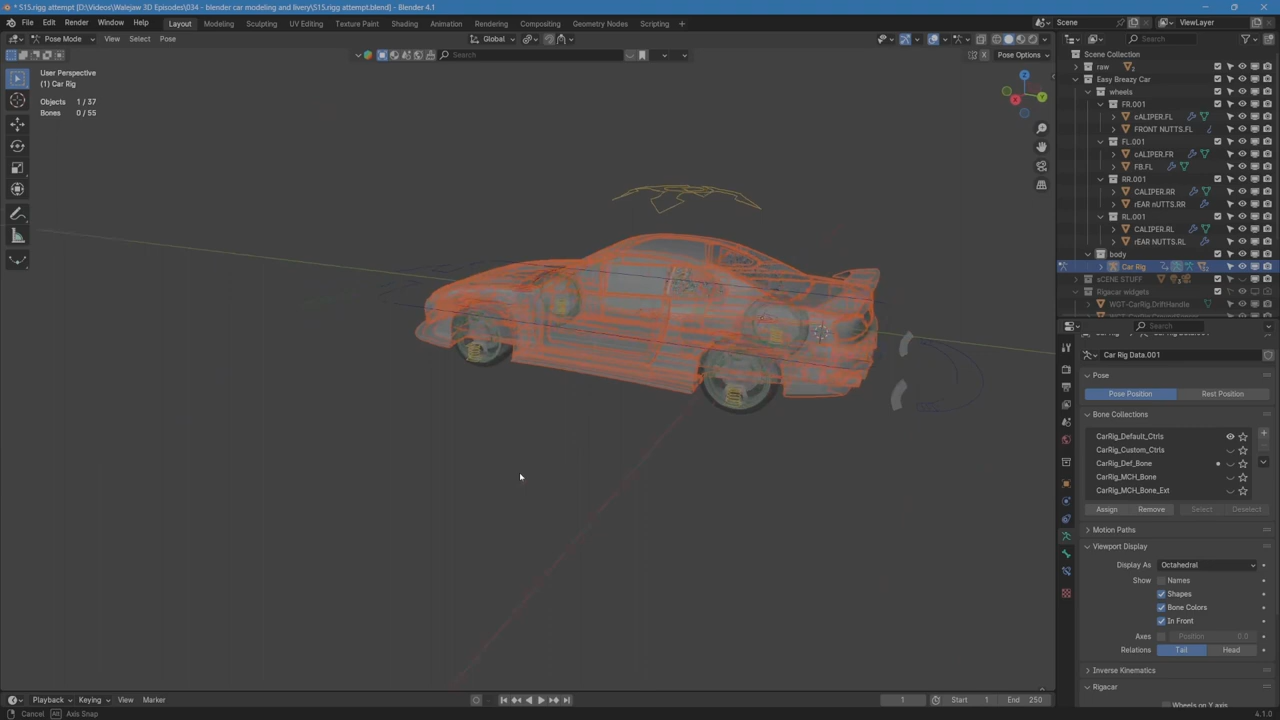 * S15.rigg attempt [D:\Videos\Walejaw 3D Episodes\034 - blender car modeling and livery\S15.rigg attempt.blend] - Blender 4.1
File Edit Render Window Help Layout Modeling Sculpting UV Editing Texture Paint Shading Animation Rendering Compositing Geometry Nodes Scripting + Scene ViewLayer
Pose Mode View Select Pose Global Search
Search Pose Options
User Perspective
(1) Car Rig
Objects 1 / 37
Bones 0 / 55
X Y Z
Scene Collection
raw
Easy Breazy Car
wheels
FR.001
cALIPER.FL
FRONT NUTTS.FL
FL.001
cALIPER.FR
FB.FL
RR.001
CALIPER.RR
rEAR nUTTS.RR
RL.001
CALIPER.RL
rEAR NUTTS.RL
body
Car Rig
sCENE STUFF
Rigacar widgets
WGT-CarRig.DriftHandle
Search
Car Rig Data.001
Pose
Pose Position Rest Position
Bone Collections
CarRig_Default_Ctrls
CarRig_Custom_Ctrls
CarRig_Def_Bone
CarRig_MCH_Bone
CarRig_MCH_Bone_Ext
Assign Remove Select Deselect
Motion Paths
Viewport Display
Display As Octahedral
Show Names
Shapes
Bone Colors
In Front
Axes Position 0.0
Relations Tail Head
Inverse Kinematics
Rigacar
Wheels on Y axis
Playback Keying View Marker 1 Start 1 End 250
Cancel Alt Axis Snap 4.1.0